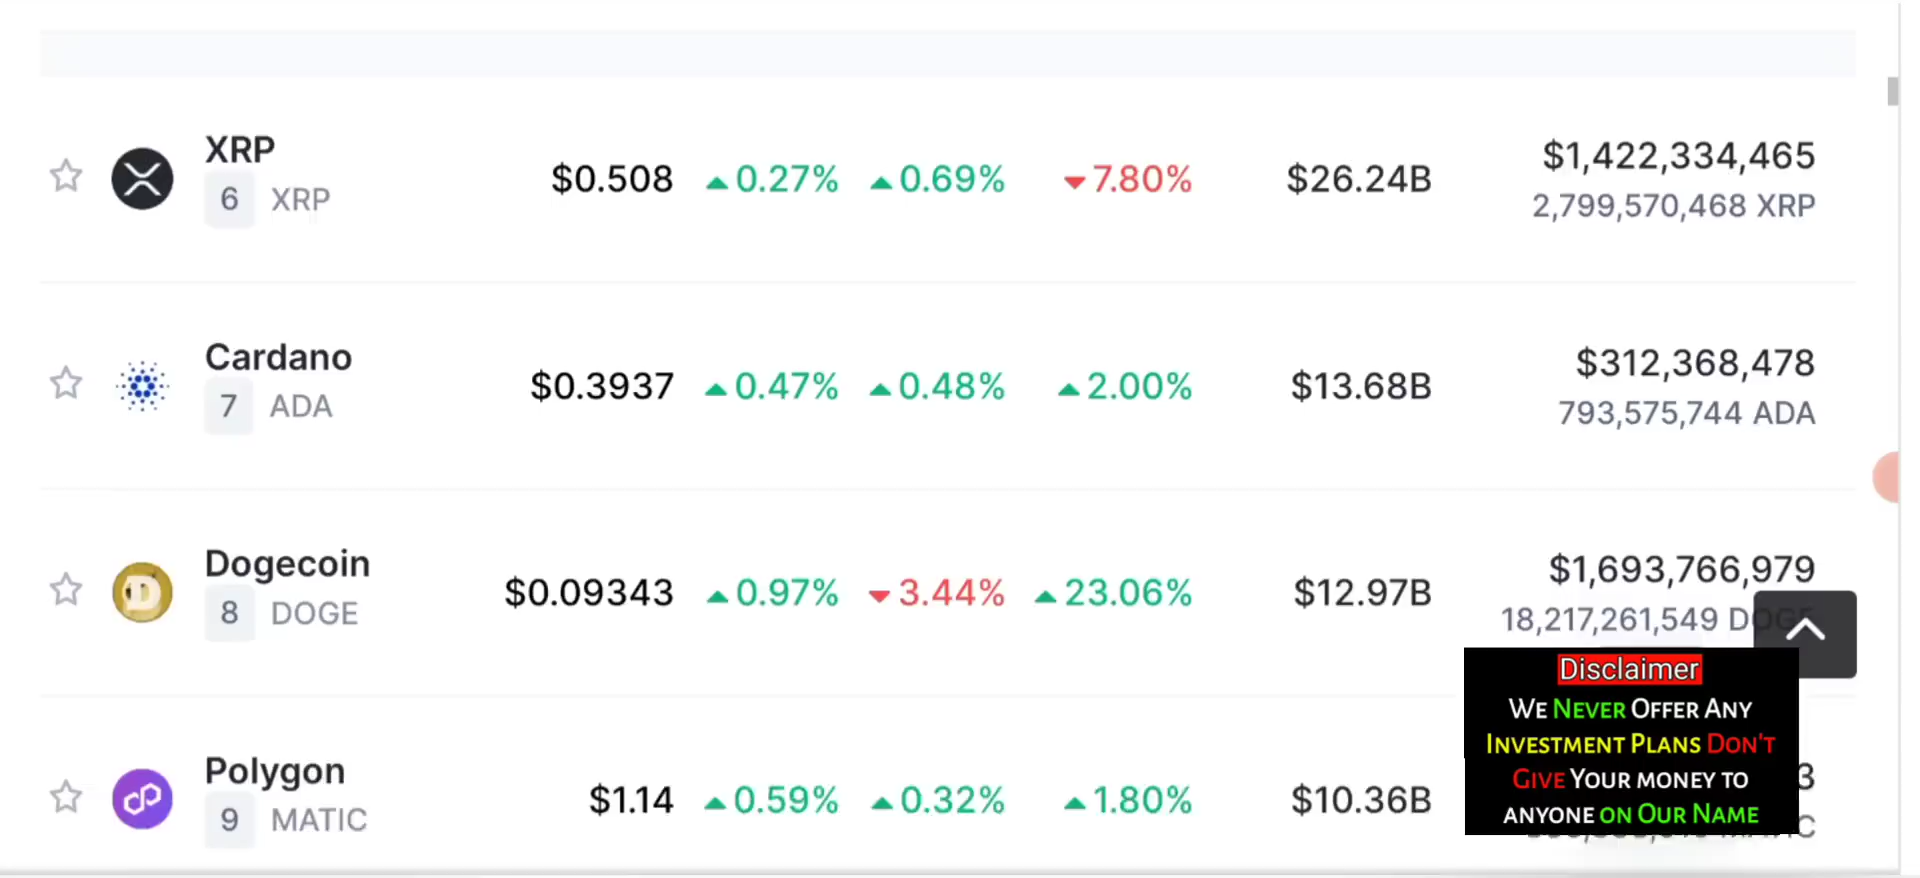 XRP
6 XRP
$0.508 0.27% 0.69% 7.80% $26.24B
$1,422,334,465
2,799,570,468 XRP
Cardano
7 ADA
$0.3937 0.47% 0.48% 2.00% $13.68B
$312,368,478
793,575,744 ADA
Dogecoin
8 DOGE
$0.09343 0.97% 3.44% 23.06% $12.97B
$1,693,766,979
18,217,261,549 DOGE
Polygon
9 MATIC
$1.14 0.59% 0.32% 1.80% $10.36B
Disclaimer
WE NEVER OFFER ANY
INVESTMENT PLANS DON'T
GIVE YOUR MONEY TO
ANYONE ON OUR NAME